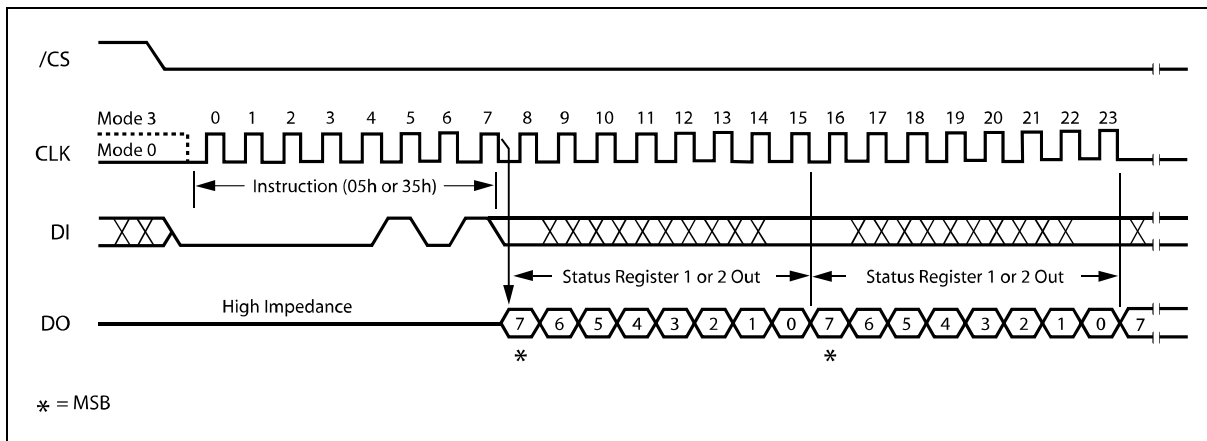 /CS
Mode 3
0 1 2 3 4 5 6 7 8 9 10 11 12 13 14 15 16 17 18 19 20 21 22 23
CLK
Mode 0
Instruction (05h or 35h)
DI
Status Register 1 or 2 Out
Status Register 1 or 2 Out
High Impedance
DO
7 6 5 4 3 2 1 0 7 6 5 4 3 2 1 0 7
* *
* = MSB